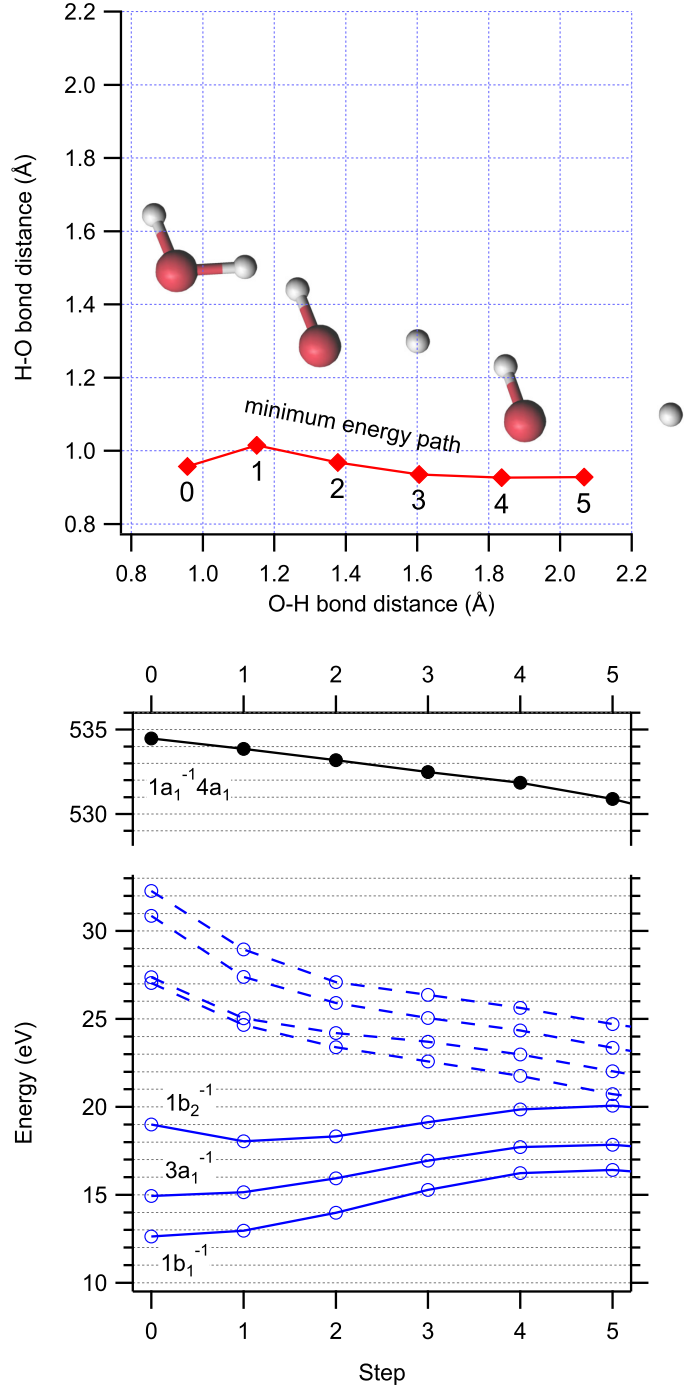 2.2
2.0
1.8
1.6
1.4
1.2
1.0
0.8
H-O bond distance (Å)
minimum energy path
0
1
2
3
4
5
0.8 1.0 1.2 1.4 1.6 1.8 2.0 2.2
O-H bond distance (Å)
0 1 2 3 4 5
535
530
1a₁⁻¹4a₁
30
25
20
15
10
Energy (eV)
1b₂⁻¹
3a₁⁻¹
1b₁⁻¹
0 1 2 3 4 5
Step